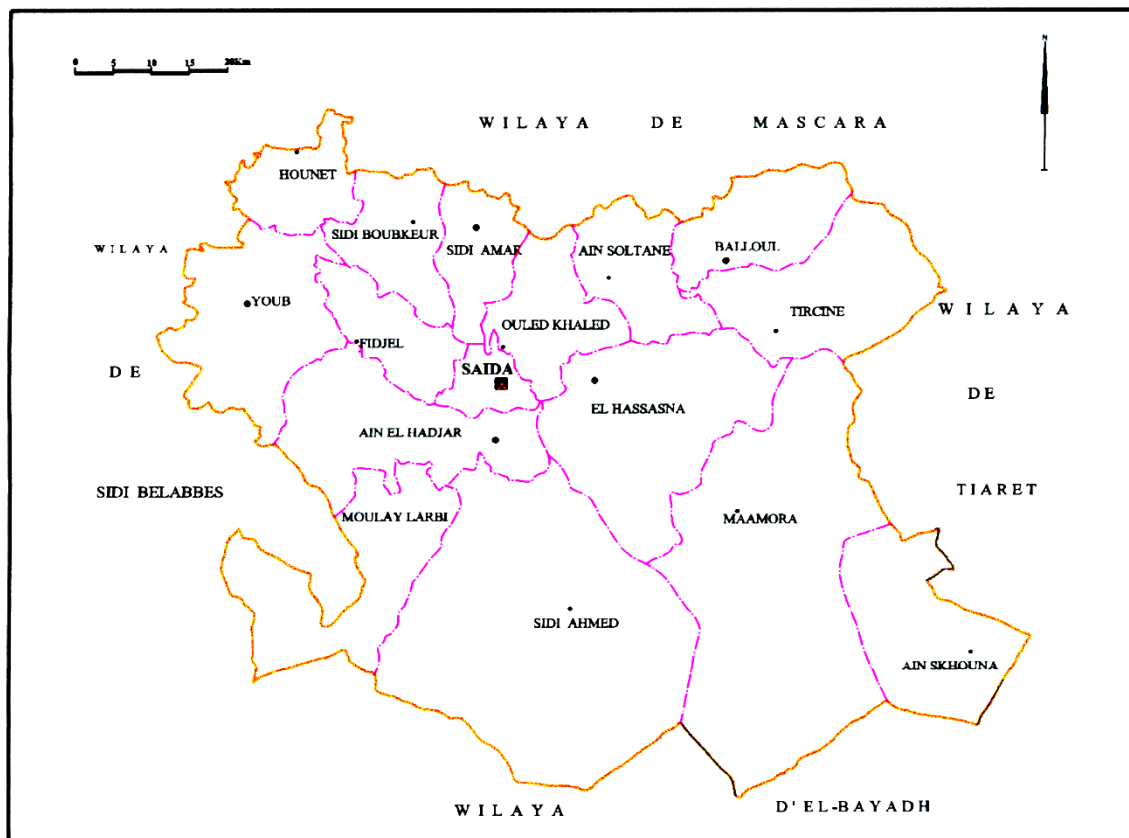 0 5 10 15 20Km
N
WILAYA DE MASCARA
HOUNET
SIDI BOUBKEUR
SIDI AMAR
AIN SOLTANE
BALLOUL
WILAYA
YOUB
OULED KHALED
TIRCINE
WILAYA
FIDJEL
SAIDA
DE
EL HASSASNA
DE
AIN EL HADJAR
SIDI BELABBES
TIARET
MOULAY LARBI
MAAMORA
SIDI AHMED
AIN SKHOUNA
WILAYA
D'EL-BAYADH